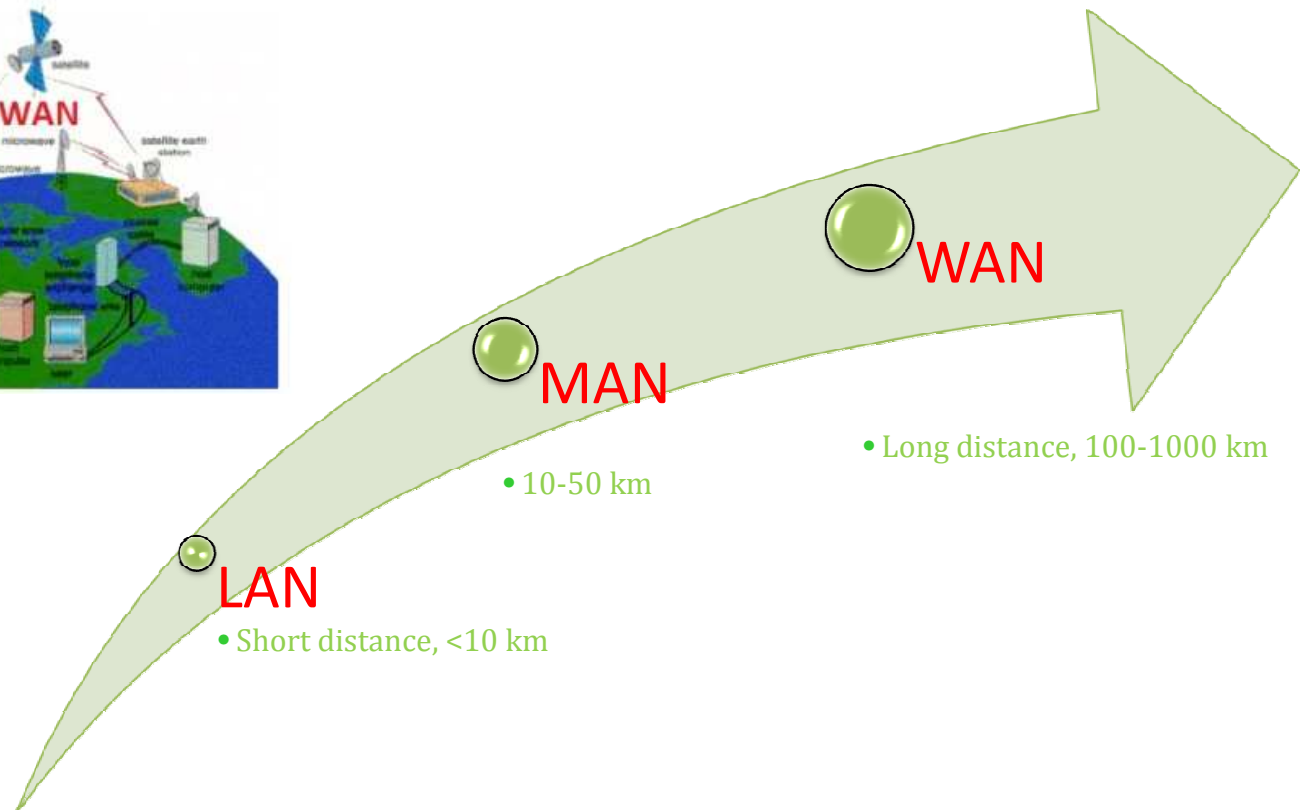 satellite
WAN
microwave
satellite earth
station
WAN
MAN
• Long distance, 100-1000 km
• 10-50 km
LAN
• Short distance, <10 km